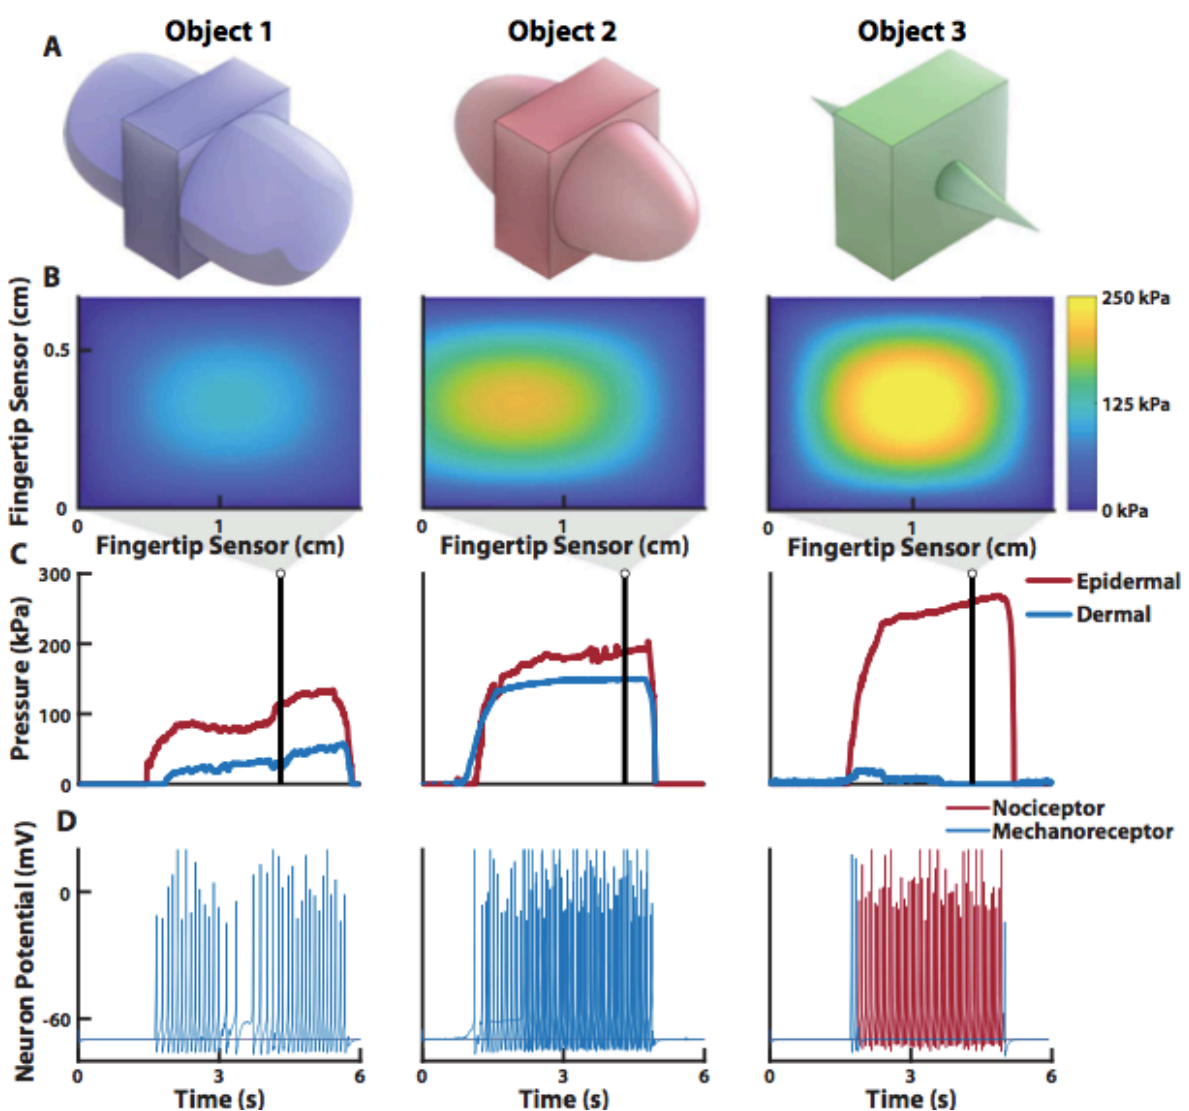 Object 1 Object 2 Object 3
A
B
Fingertip Sensor (cm)
0.5
0
250 kPa
125 kPa
0 kPa
0 1 0 1 0 1
Fingertip Sensor (cm) Fingertip Sensor (cm) Fingertip Sensor (cm)
C
Pressure (kPa)
300
200
100
0
Epidermal
Dermal
D
Nociceptor
Mechanoreceptor
Neuron Potential (mV)
0
-60
0 3 6 0 3 6 0 3 6
Time (s) Time (s) Time (s)